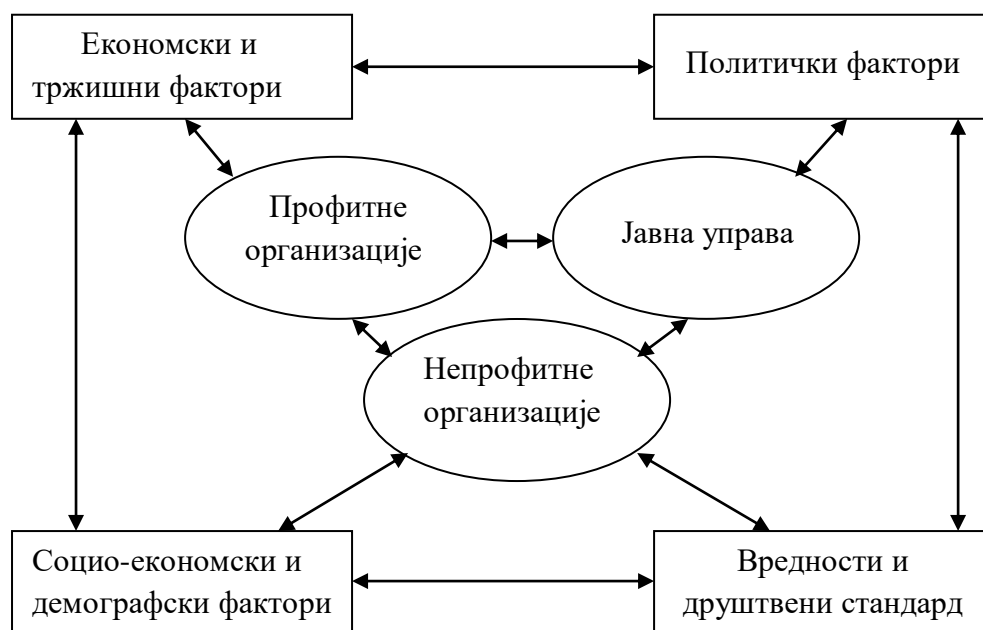 Економски и
тржишни фактори
Политички фактори
Профитне
организације
Јавна управа
Непрофитне
организације
Социо-економски и
демографски фактори
Вредности и
друштвени стандард